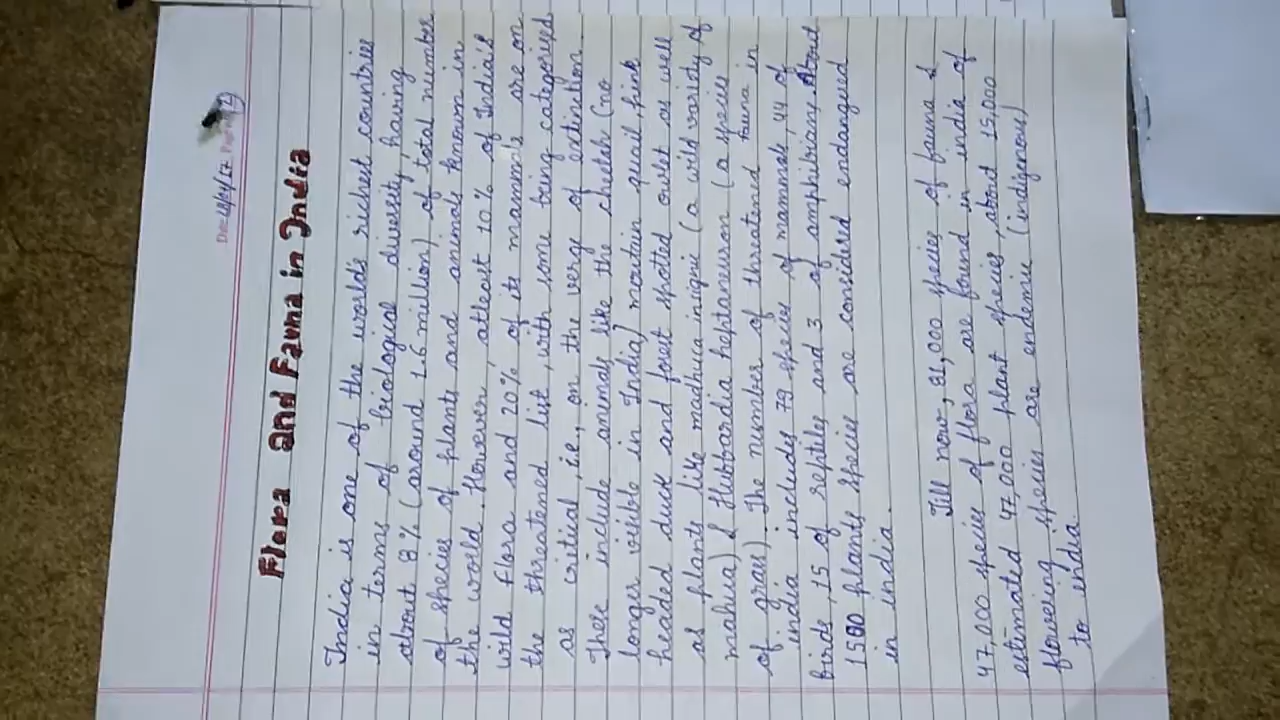 Flora and Fauna in India
India is one of the world's richest countries
in terms of biological diversity, having
about 8% (around 1.6 million) of total number
of species of plants and animals known in
the world. However, atleast 10% of India's
wild flora and 20% of its mammals are on
the threatened list, with some being categorised
as critical, i.e., on the verg of extinction.
Thes include animals like the cheetah (no
longer visible in India) mountain quail, pink
headed duck and forest spotted owlet as well
as plants like madhuca insignis (a wild variety of
mahua) & Hubbardia heptaneuron (a species
of grass). The number of threatened fauna in
india includes 79 species of mammals, 44 of
birds, 15 of reptiles and 3 of amphibians. About
1500 plants species are considered endangered
in india.
Till now, 81,000 species of fauna &
47,000 species of flora, are found in india of
estimated 47,000 plant species, about 15,000
flowering species are endemic (indigenous)
to india.